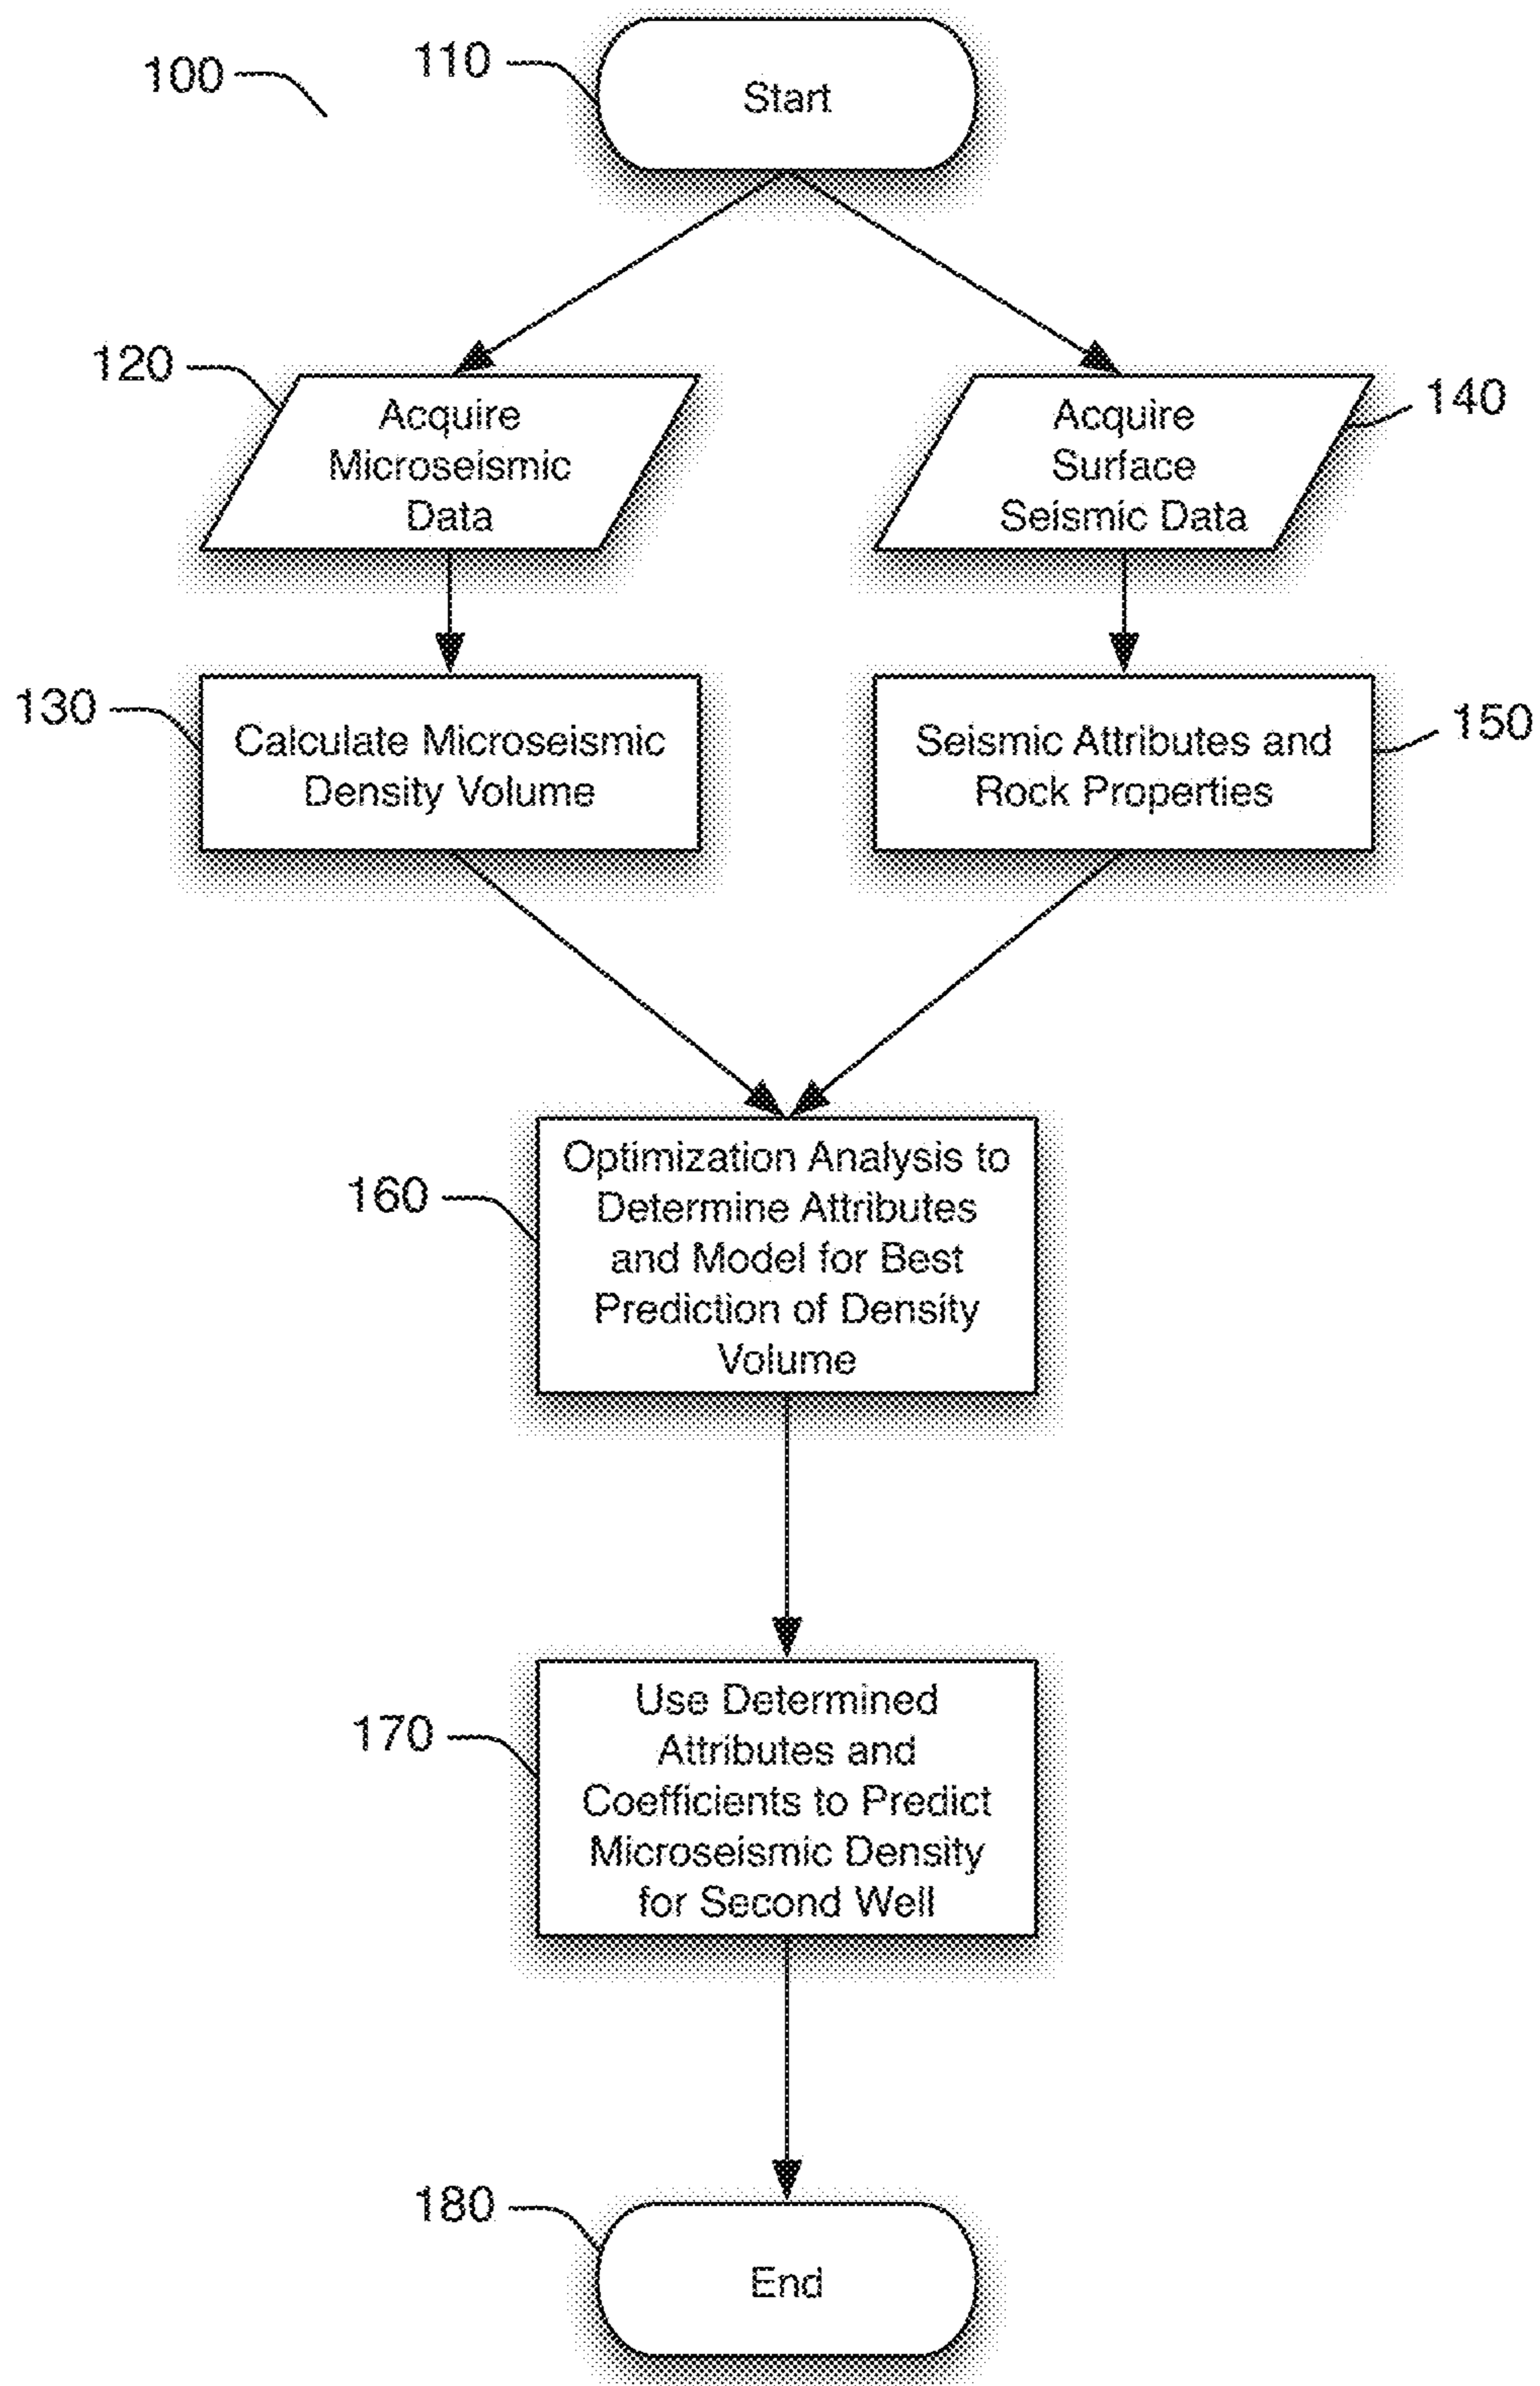 100
110
Start
120
Acquire
Microseismic
Data
140
Acquire
Surface
Seismic Data
130
Calculate Microseismic
Density Volume
150
Seismic Attributes and
Rock Properties
160
Optimization Analysis to
Determine Attributes
and Model for Best
Prediction of Density
Volume
170
Use Determined
Attributes and
Coefficients to Predict
Microseismic Density
for Second Well
180
End